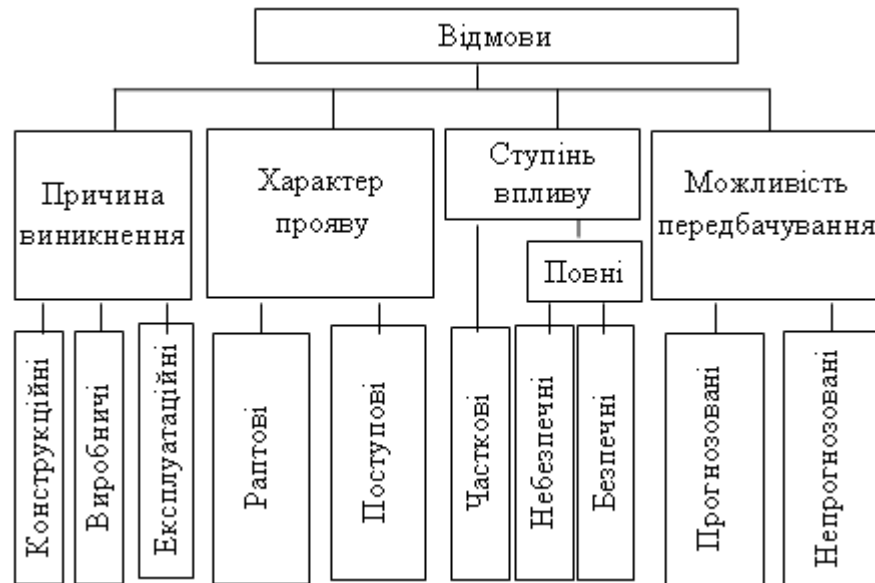 Відмови
Причина
виникнення
Характер
прояву
Ступінь
впливу
Можливість
передбачування
Повні
Конструкційні
Виробничі
Експлуатаційні
Раптові
Поступові
Часткові
Небезпечні
Безпечні
Прогнозовані
Непрогнозовані